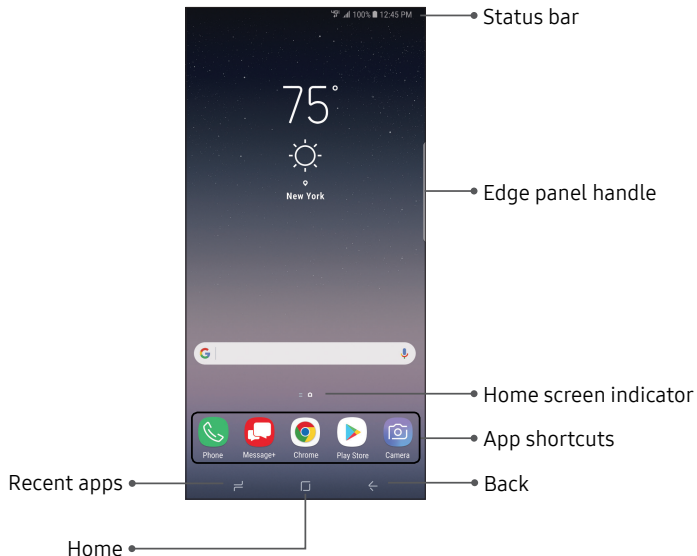 100% 12:45 PM
Status bar
75°
New York
Edge panel handle
G
Home screen indicator
Phone Message+ Chrome Play Store Camera
App shortcuts
Recent apps
Back
Home